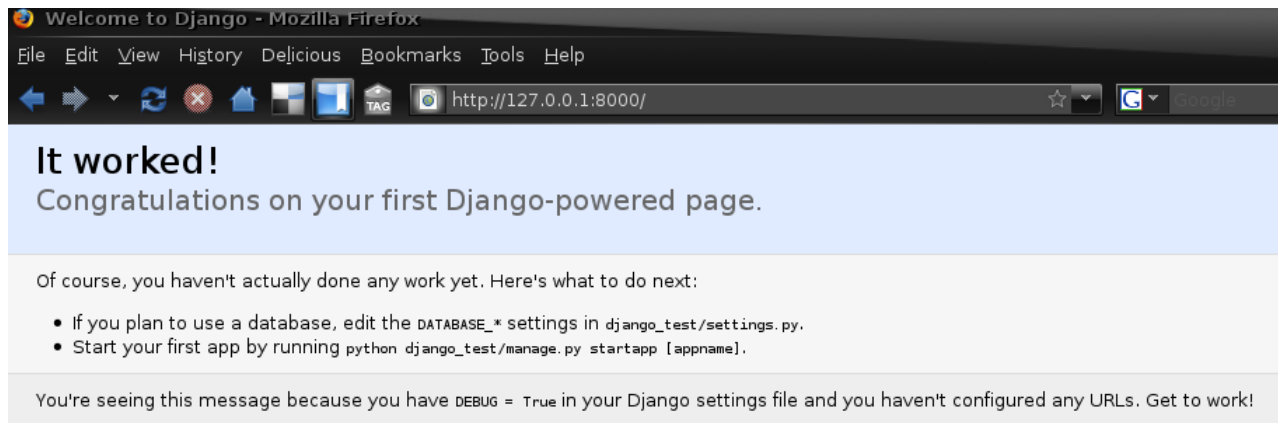 Welcome to Django - Mozilla Firefox
File Edit View History Delicious Bookmarks Tools Help
TAG http://127.0.0.1:8000/ G Google
It worked!
Congratulations on your first Django-powered page.
Of course, you haven't actually done any work yet. Here's what to do next:
• If you plan to use a database, edit the DATABASE_* settings in django_test/settings.py.
• Start your first app by running python django_test/manage.py startapp [appname].
You're seeing this message because you have DEBUG = True in your Django settings file and you haven't configured any URLs. Get to work!